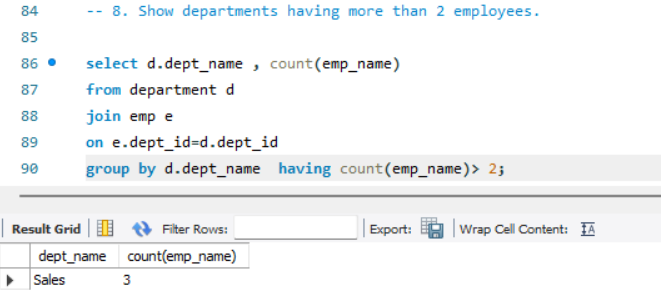 84 -- 8. Show departments having more than 2 employees.
85
86 select d.dept_name , count(emp_name)
87 from department d
88 join emp e
89 on e.dept_id=d.dept_id
90 group by d.dept_name  having count(emp_name)> 2;
Result Grid Filter Rows: Export: Wrap Cell Content: IA
dept_name count(emp_name)
Sales 3